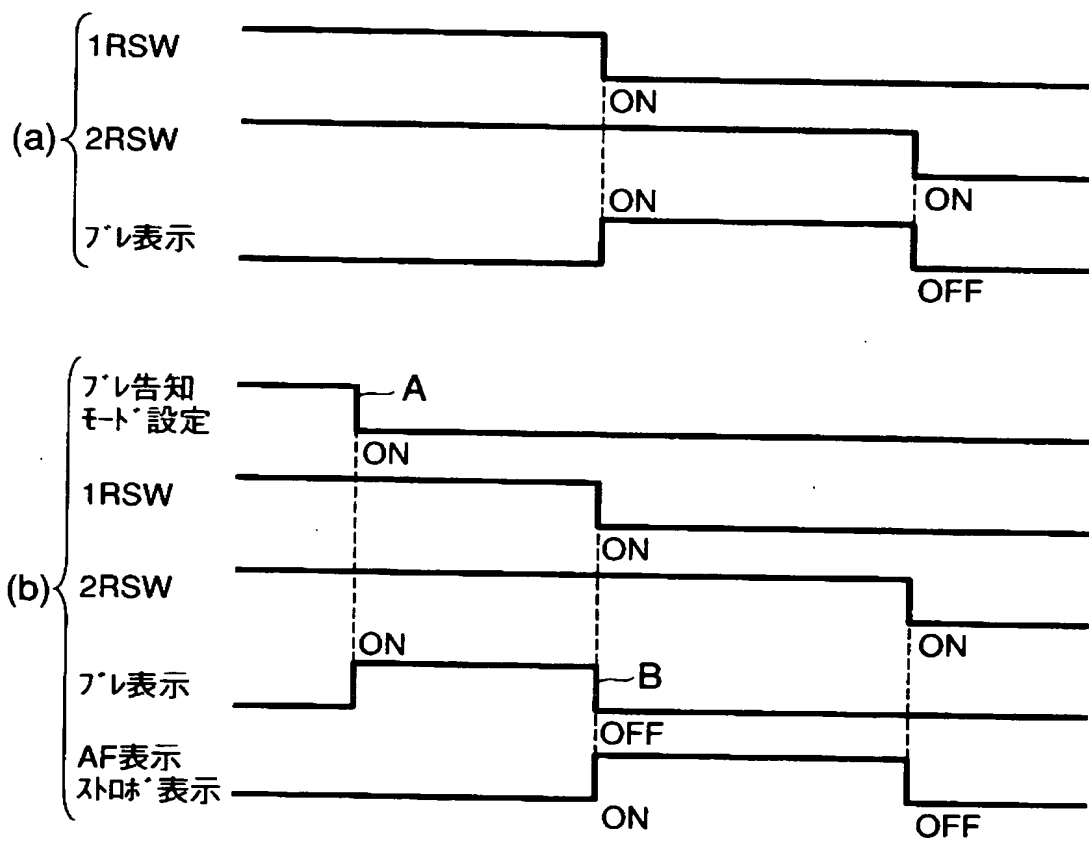 (a)
1RSW
ON
2RSW
ON
ON
ブレ表示
OFF
(b)
ブレ告知
モード設定
A
ON
1RSW
ON
2RSW
ON
ON
ブレ表示
B
OFF
AF表示
ストロボ表示
ON
OFF